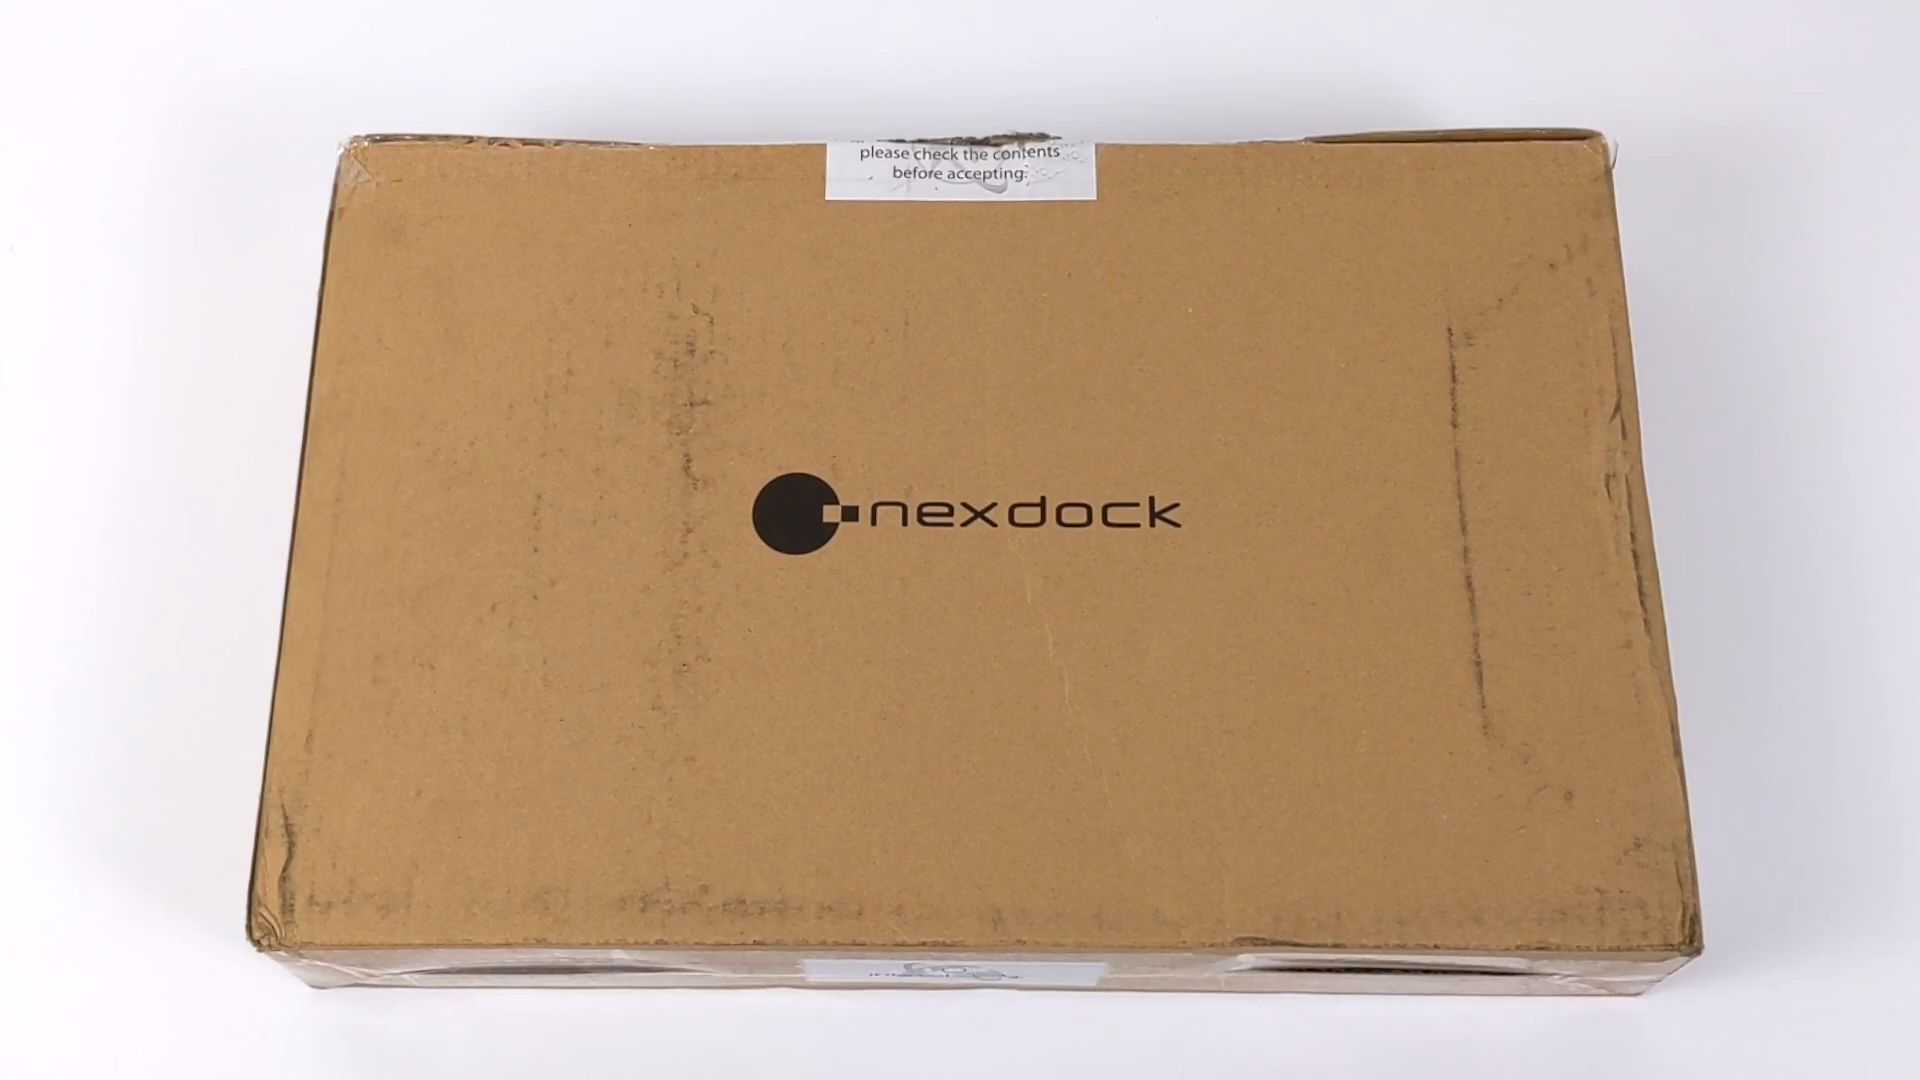 please check the contents
before accepting.
nexdock